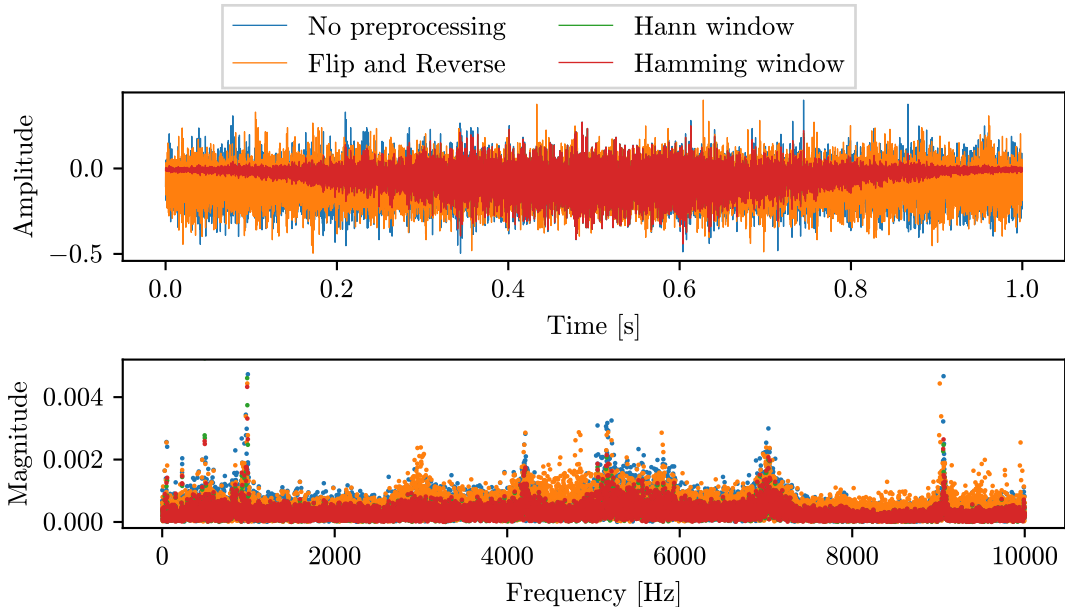 No preprocessing
Hann window
Flip and Reverse
Hamming window
Amplitude
0.0
−0.5
0.0 0.2 0.4 0.6 0.8 1.0
Time [s]
Magnitude
0.004
0.002
0.000
0 2000 4000 6000 8000 10000
Frequency [Hz]